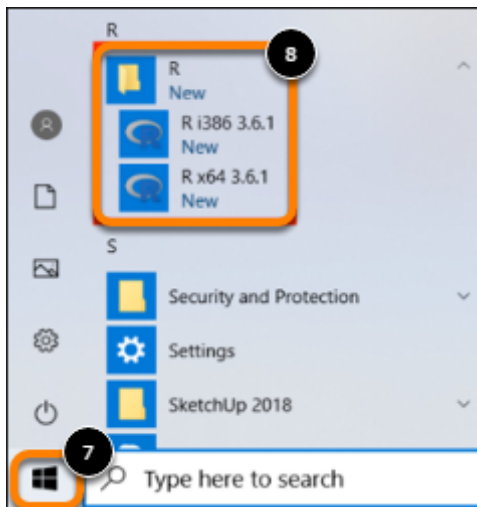 R
8
R
New
R i386 3.6.1
New
R x64 3.6.1
New
S
Security and Protection
Settings
SketchUp 2018
7
Type here to search